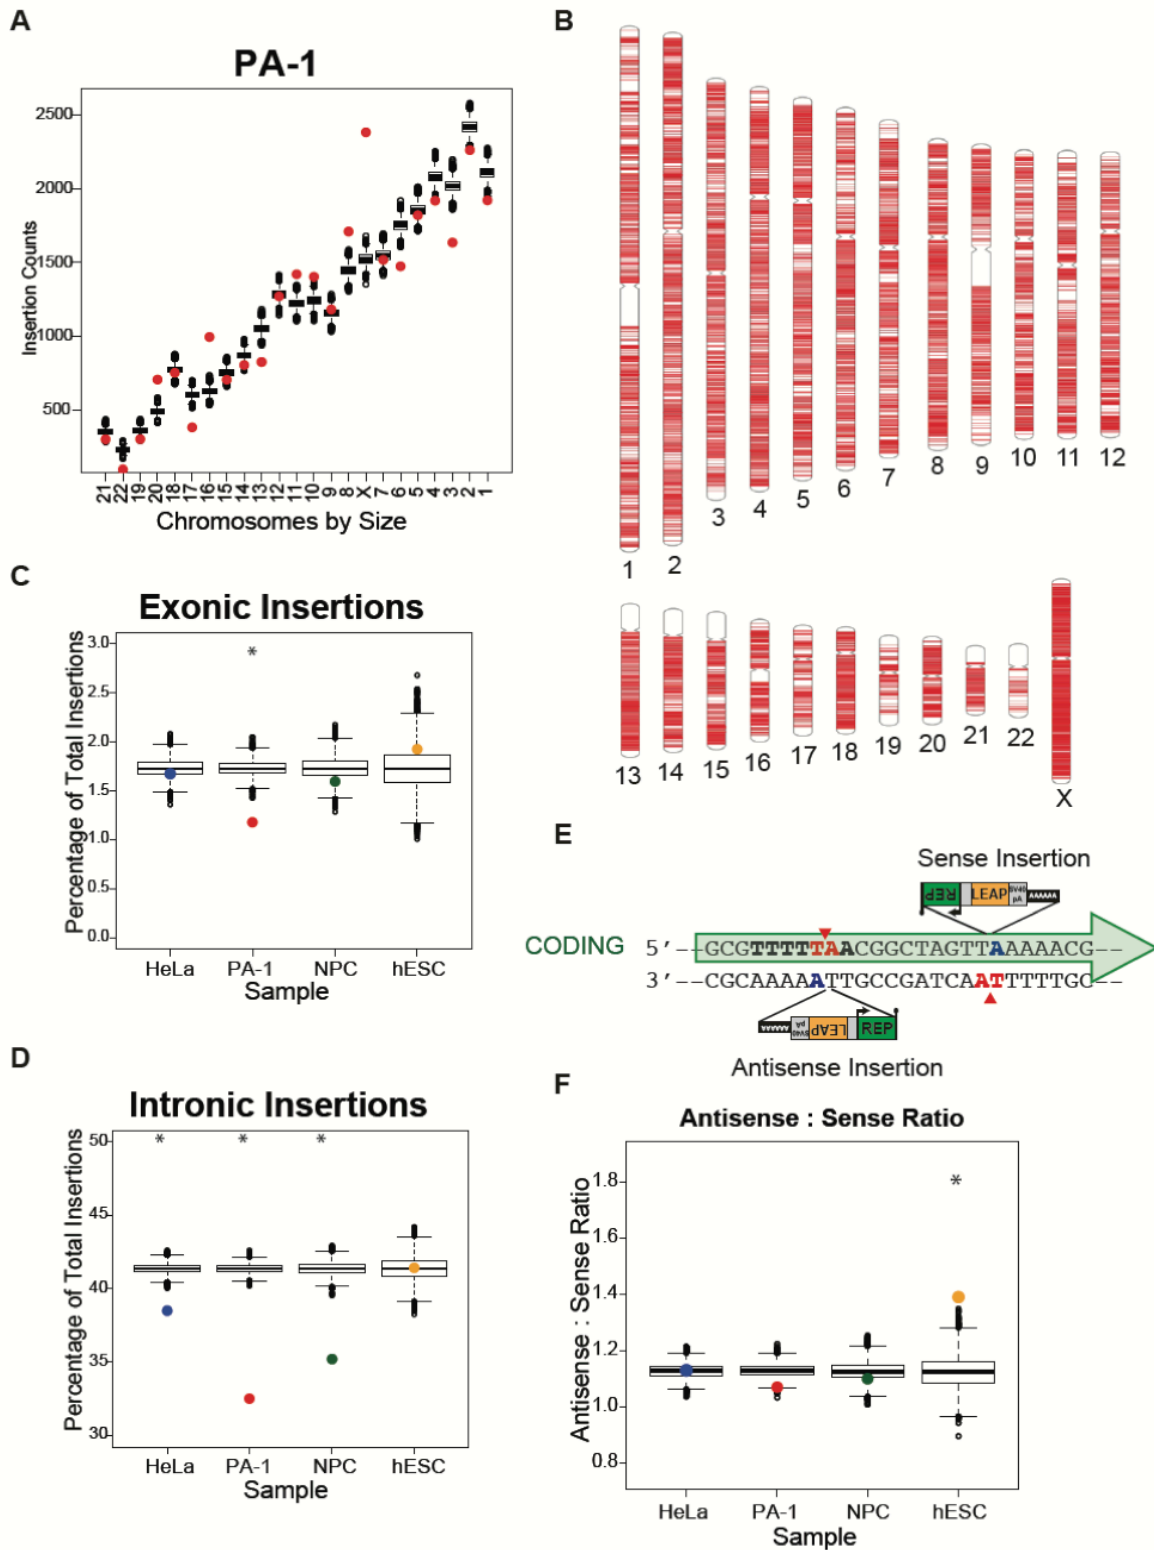 A
PA-1
Insertion Counts
2500
2000
1500
1000
500
21 22 19 20 18 17 16 15 14 13 12 11 10 9 8 X 7 6 5 4 3 2 1
Chromosomes by Size
B
1 2 3 4 5 6 7 8 9 10 11 12
13 14 15 16 17 18 19 20 21 22 X
C
Exonic Insertions
Percentage of Total Insertions
3.0
*
2.5
2.0
1.5
1.0
0.5
0.0
HeLa PA-1 NPC hESC
Sample
D
Intronic Insertions
Percentage of Total Insertions
50 * * *
45
40
35
30
HeLa PA-1 NPC hESC
Sample
E
Sense Insertion
REP LEAP SV40 pA AAAAAA
CODING 5’--GCGTTTTTAACGGCTAGTTAAAAACG--
3’--CGCAAAAATTGCCGATCAATTTTTGC--
AAAAAA SV40 pA LEAP REP
Antisense Insertion
F
Antisense : Sense Ratio
Antisense : Sense Ratio
1.8 *
1.6
1.4
1.2
1.0
0.8
HeLa PA-1 NPC hESC
Sample